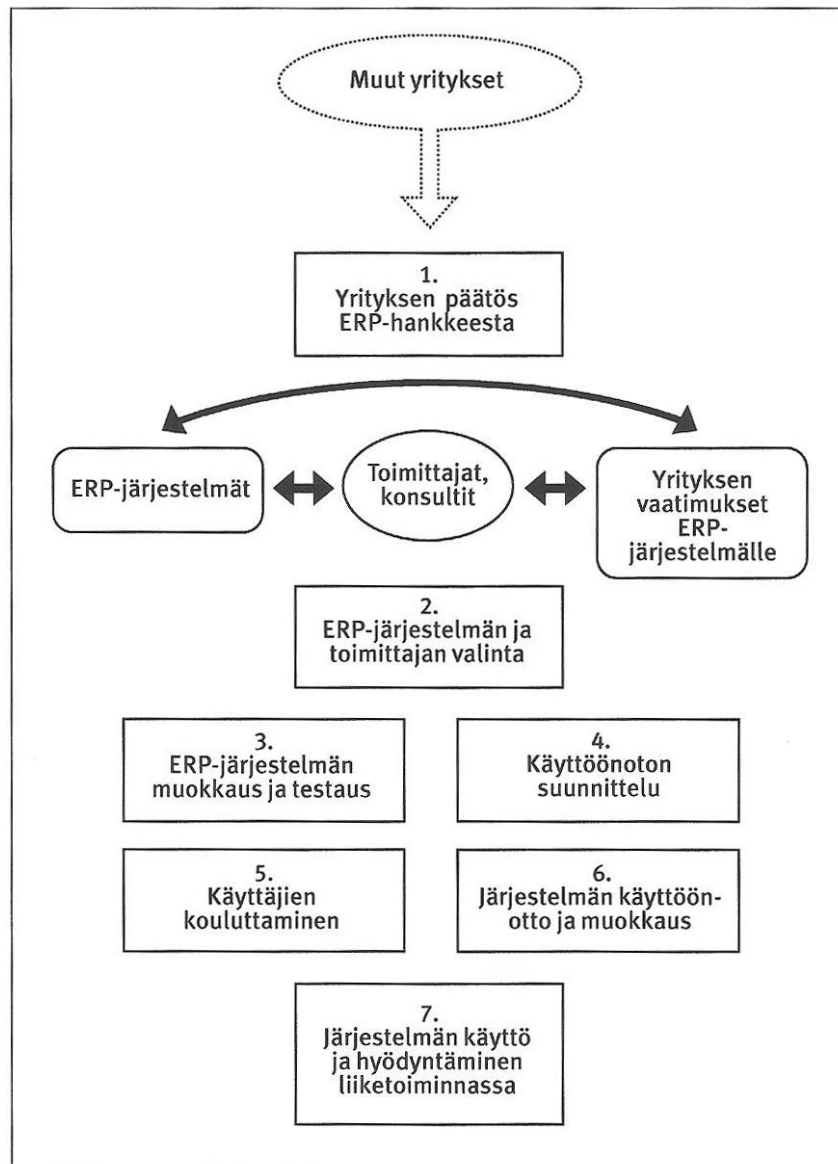 Muut yritykset
1.
Yrityksen päätös
ERP-hankkeesta
ERP-järjestelmät
Toimittajat,
konsultit
Yrityksen
vaatimukset
ERP-
järjestelmälle
2.
ERP-järjestelmän ja
toimittajan valinta
3.
ERP-järjestelmän
muokkaus ja testaus
4.
Käyttöönoton
suunnittelu
5.
Käyttäjien
kouluttaminen
6.
Järjestelmän käyttöön-
otto ja muokkaus
7.
Järjestelmän käyttö
ja hyödyntäminen
liiketoiminnassa